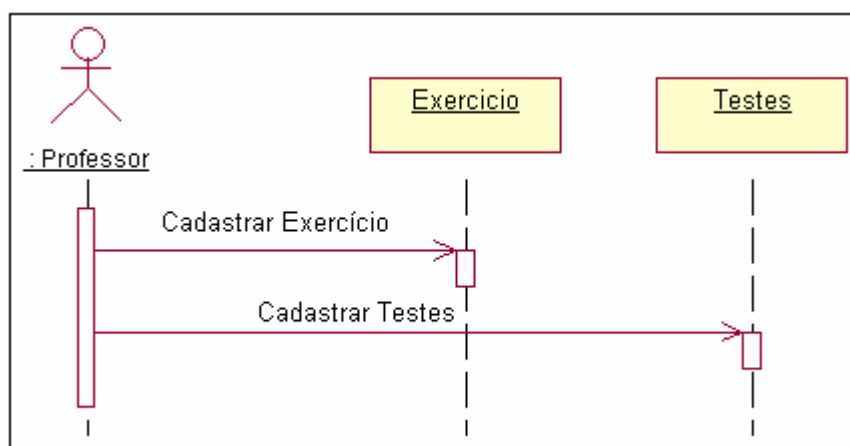 Exercicio
Testes
: Professor
Cadastrar Exercício
Cadastrar Testes